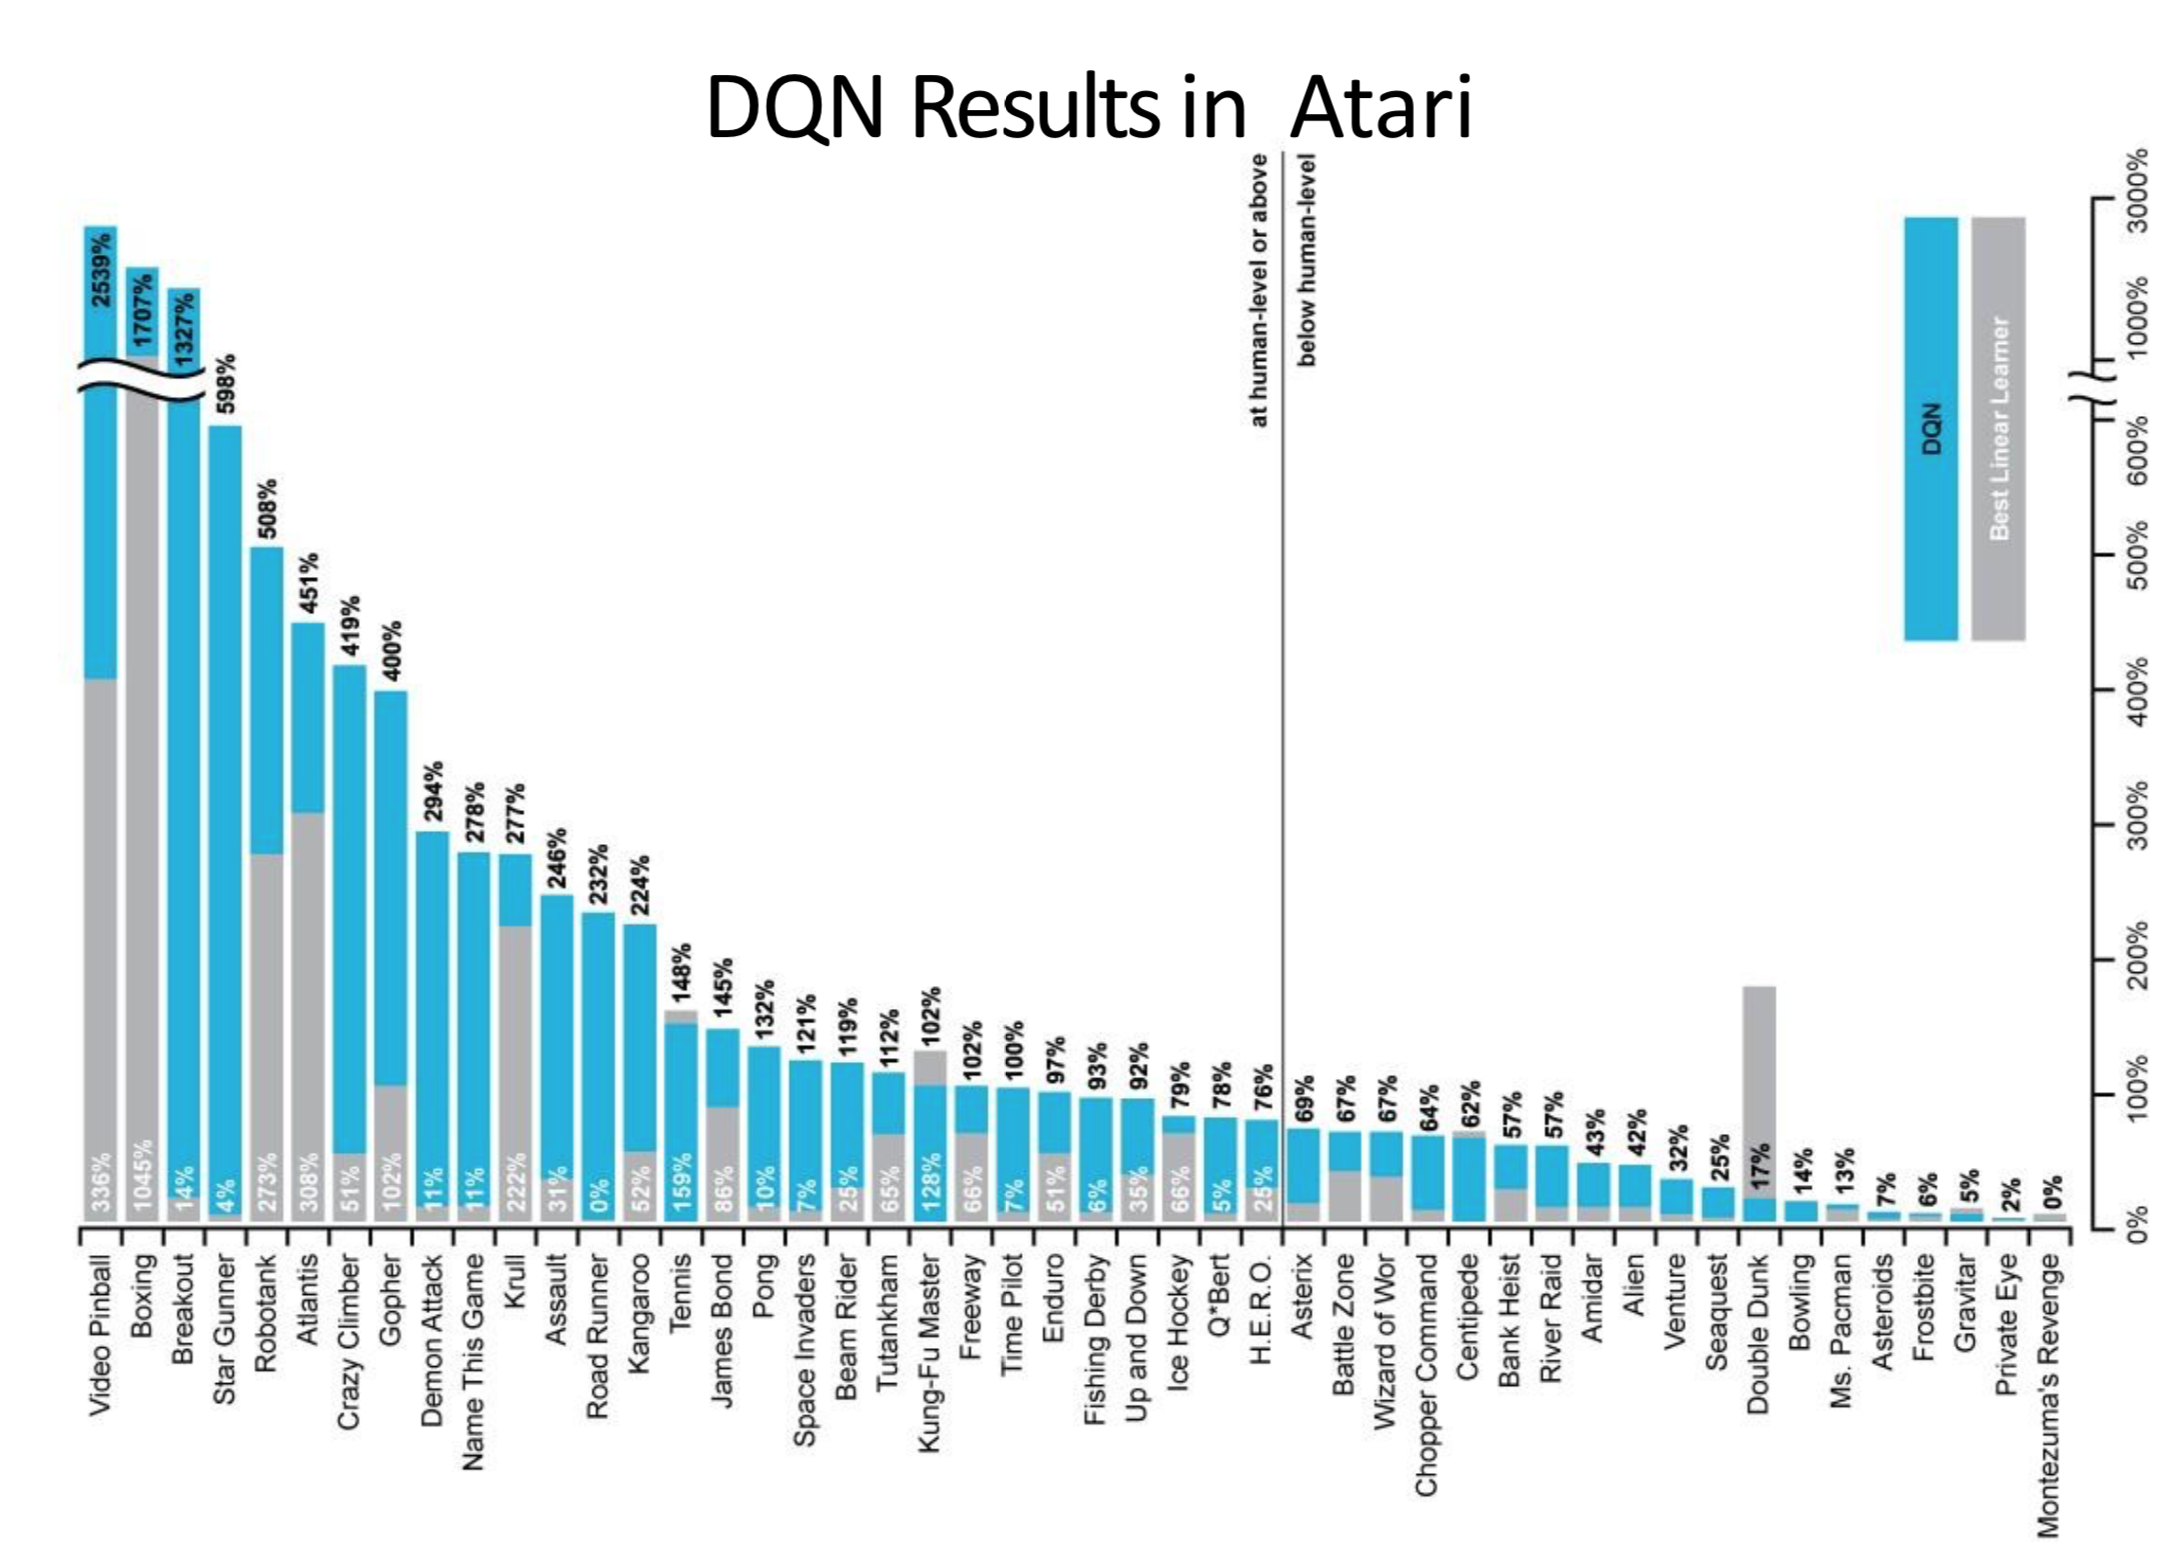 DQN Results in Atari
at human-level or above
below human-level
DQN
Best Linear Learner
3000%
1000%
600%
500%
400%
300%
200%
100%
0%
2539%
1707%
1327%
598%
508%
451%
419%
400%
294%
278%
277%
246%
232%
224%
148%
145%
132%
121%
119%
112%
102%
102%
100%
97%
93%
92%
79%
78%
76%
69%
67%
67%
64%
62%
57%
57%
43%
42%
32%
25%
17%
14%
13%
7%
6%
5%
2%
0%
336%
1045%
14%
4%
273%
308%
51%
102%
11%
11%
222%
31%
0%
52%
159%
86%
10%
7%
25%
65%
128%
66%
7%
51%
6%
35%
66%
5%
25%
Video Pinball
Boxing
Breakout
Star Gunner
Robotank
Atlantis
Crazy Climber
Gopher
Demon Attack
Name This Game
Krull
Assault
Road Runner
Kangaroo
Tennis
James Bond
Pong
Space Invaders
Beam Rider
Tutankham
Kung-Fu Master
Freeway
Time Pilot
Enduro
Fishing Derby
Up and Down
Ice Hockey
Q*Bert
H.E.R.O.
Asterix
Battle Zone
Wizard of Wor
Chopper Command
Centipede
Bank Heist
River Raid
Amidar
Alien
Venture
Seaquest
Double Dunk
Bowling
Ms. Pacman
Asteroids
Frostbite
Gravitar
Private Eye
Montezuma's Revenge